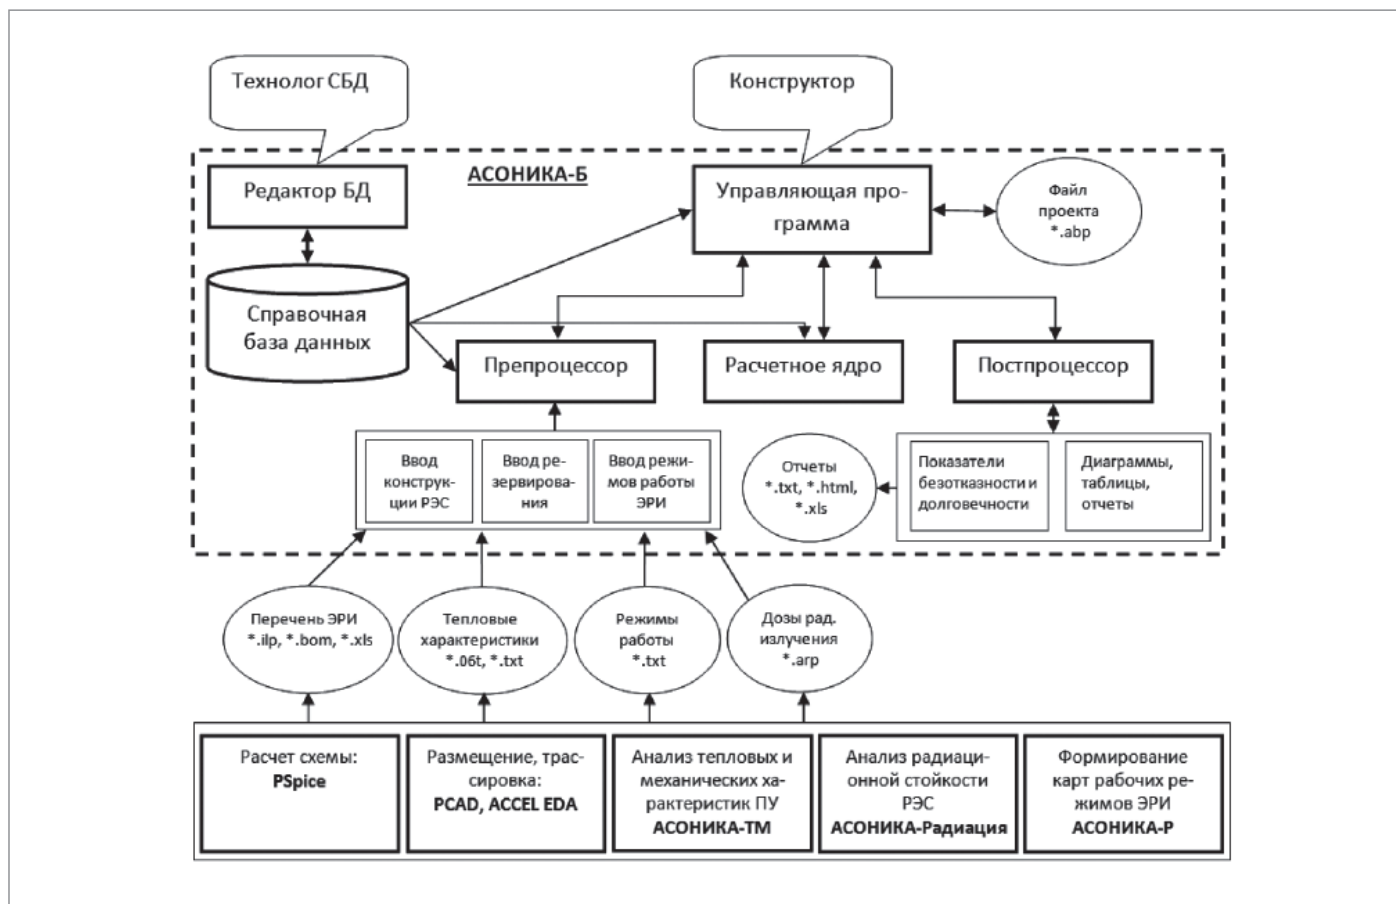 Технолог СБД
Конструктор
АСОНИКА-Б
Редактор БД
Управляющая про-
грамма
Файл
проекта
*.abp
Справочная
база данных
Препроцессор
Расчетное ядро
Постпроцессор
Ввод
конструк-
ции РЭС
Ввод ре-
зервирова-
ния
Ввод режи-
мов работы
ЭРИ
Отчеты
*.txt, *.html,
*.xls
Показатели
безотказности и
долговечности
Диаграммы,
таблицы,
отчеты
Перечень ЭРИ
*.ilp, *.bom, *.xls
Тепловые
характеристики
*.06t, *.txt
Режимы
работы
*.txt
Дозы рад.
излучения
*.arp
Расчет схемы:
PSpice
Размещение, трас-
сировка:
PCAD, ACCEL EDA
Анализ тепловых и
механических ха-
рактеристик ПУ
АСОНИКА-ТМ
Анализ радиаци-
онной стойкости
РЭС
АСОНИКА-Радиация
Формирование
карт рабочих ре-
жимов ЭРИ
АСОНИКА-Р